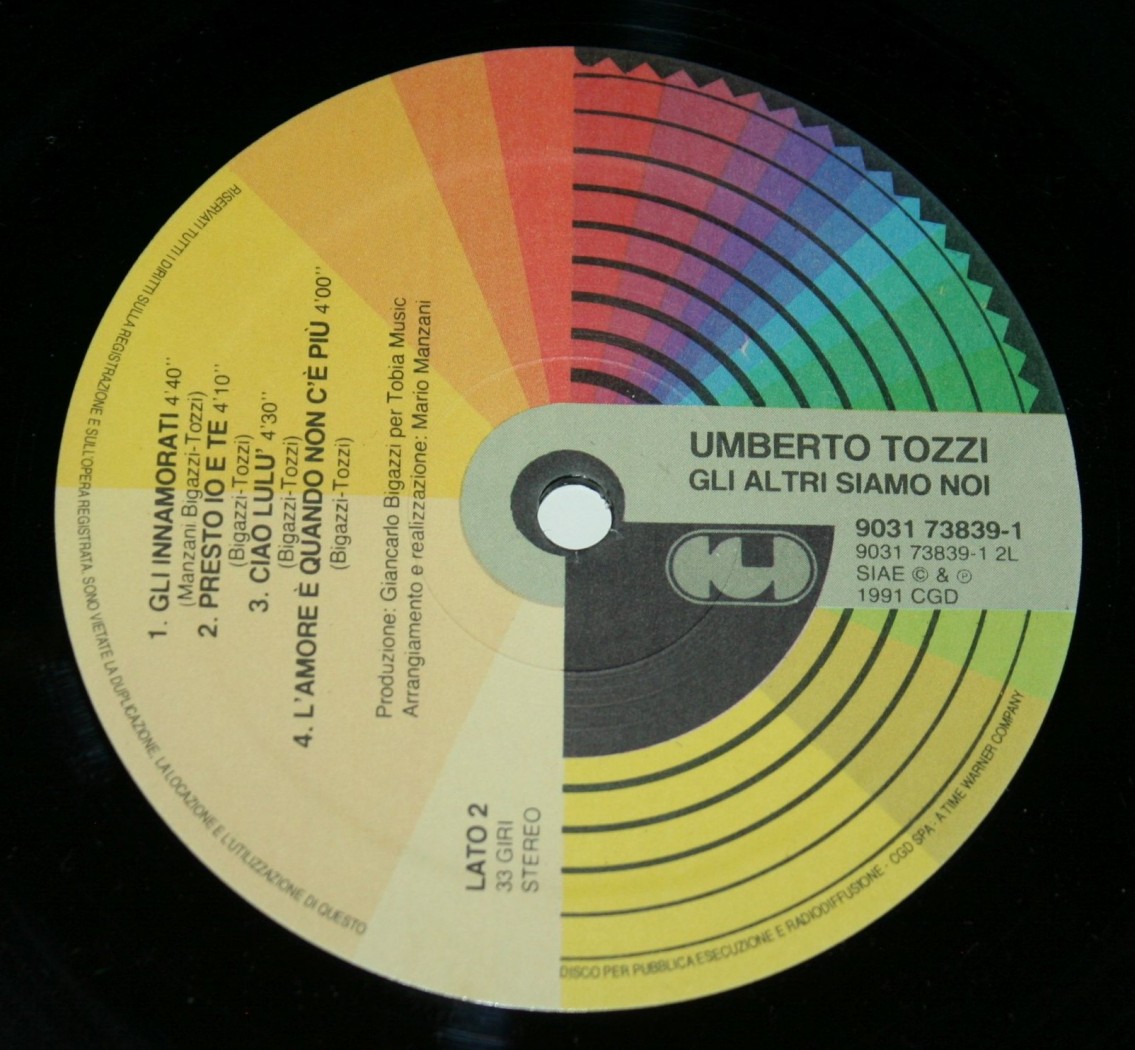 UMBERTO TOZZI
GLI ALTRI SIAMO NOI
9031 73839-1
9031 73839-1 2L
SIAE © & ℗
1991 CGD
1. GLI INNAMORATI 4'40''
(Manzani Bigazzi-Tozzi)
2. PRESTO IO E TE 4'10''
(Bigazzi-Tozzi)
3. CIAO LULU' 4'30''
(Bigazzi-Tozzi)
4. L'AMORE È QUANDO NON C'È PIÙ 4'00''
(Bigazzi-Tozzi)
Produzione: Giancarlo Bigazzi per Tobia Music
Arrangiamento e realizzazione: Mario Manzani
LATO 2
33 GIRI
STEREO
RISERVATI TUTTI I DIRITTI SULLA REGISTRAZIONE E SULL'OPERA REGISTRATA. SONO VIETATE LA DUPLICAZIONE, LA LOCAZIONE E L'UTILIZZAZIONE DI QUESTO
DISCO PER PUBBLICA ESECUZIONE E RADIODIFFUSIONE - CGD SPA - A TIME WARNER COMPANY